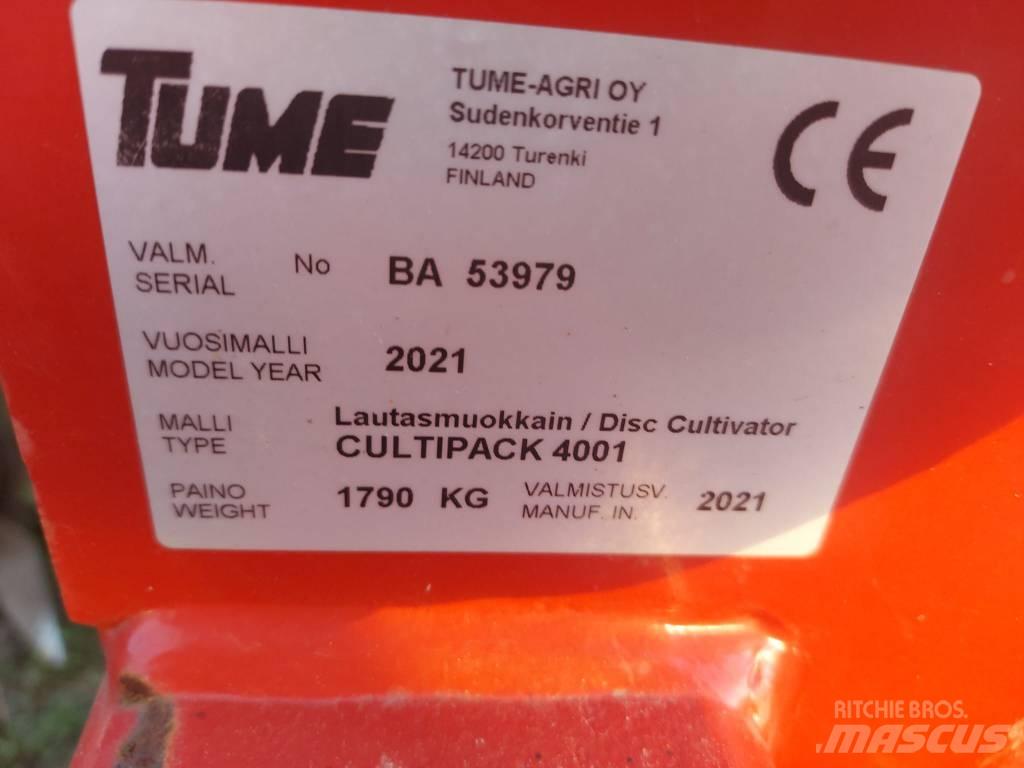 TUME
TUME-AGRI OY
Sudenkorventie 1
14200 Turenki
FINLAND
CE
VALM. No BA 53979
SERIAL
VUOSIMALLI 2021
MODEL YEAR
MALLI Lautasmuokkain / Disc Cultivator
TYPE CULTIPACK 4001
PAINO 1790 KG VALMISTUSV. 2021
WEIGHT MANUF. IN.
RITCHIE BROS.
MASCUS